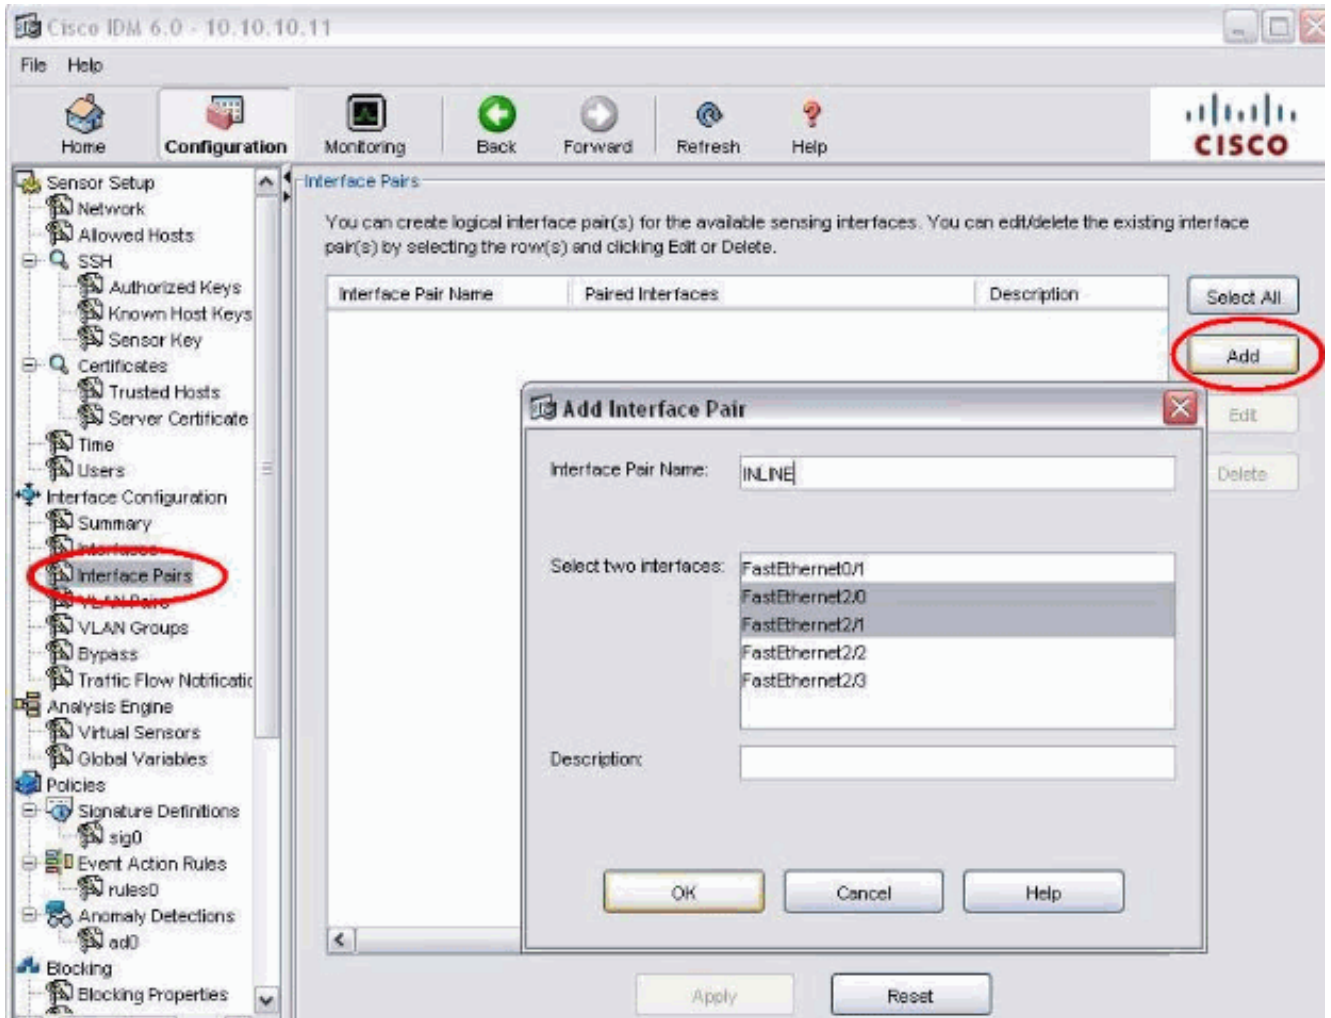 Cisco IDM 6.0 - 10.10.10.11
File Help
Home Configuration Monitoring Back Forward Refresh Help
CISCO
Sensor Setup
Network
Allowed Hosts
SSH
Authorized Keys
Known Host Keys
Sensor Key
Certificates
Trusted Hosts
Server Certificate
Time
Users
Interface Configuration
Summary
Interfaces
Interface Pairs
VLAN Pairs
VLAN Groups
Bypass
Traffic Flow Notificatic
Analysis Engine
Virtual Sensors
Global Variables
Policies
Signature Definitions
sig0
Event Action Rules
rules0
Anomaly Detections
ad0
Blocking
Blocking Properties
Interface Pairs
You can create logical interface pair(s) for the available sensing interfaces. You can edit/delete the existing interface
pair(s) by selecting the row(s) and clicking Edit or Delete.
Interface Pair Name Paired Interfaces Description
Select All
Add
Edit
Delete
Add Interface Pair
Interface Pair Name: INLINE
Select two interfaces: FastEthernet0/1
FastEthernet2/0
FastEthernet2/1
FastEthernet2/2
FastEthernet2/3
Description:
OK Cancel Help
Apply Reset